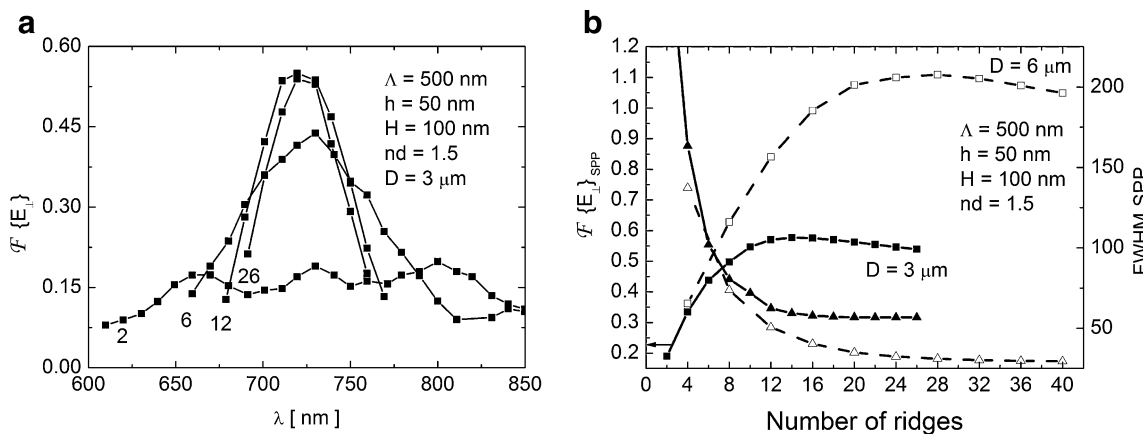 a
0.60
0.45
0.30
0.15
0.00
ℱ {E⊥}
Λ = 500 nm
h = 50 nm
H = 100 nm
nd = 1.5
D = 3 μm
2
6
12
26
600
650
700
750
800
850
λ [ nm ]
b
1.2
1.1
1.0
0.9
0.8
0.7
0.6
0.5
0.4
0.3
0.2
ℱ {E⊥}SPP
D = 6 μm
Λ = 500 nm
h = 50 nm
H = 100 nm
nd = 1.5
D = 3 μm
200
150
100
50
FWHM SPP
0 4 8 12 16 20 24 28 32 36 40
Number of ridges